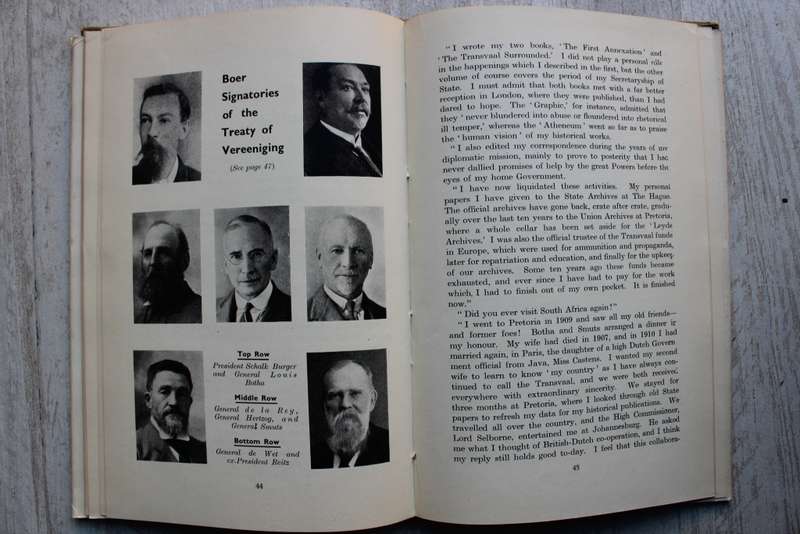 Boer
Signatories
of the
Treaty of
Vereeniging
(See page 47)
Top Row
President Schalk Burger
and General Louis
Botha
Middle Row
General de la Rey,
General Hertzog, and
General Smuts
Bottom Row
General de Wet and
ex-President Reitz
44
"I wrote my two books, 'The First Annexation' and
'The Transvaal Surrounded.' I did not play a personal rôle
in the happenings which I described in the first, but the other
volume of course covers the period of my Secretaryship of
State. I must admit that both books met with a far better
reception in London, where they were published, than I had
dared to hope. The 'Graphic,' for instance, admitted that
they 'never blundered into abuse or floundered into rhetorical
ill temper,' whereas the 'Atheneum' went so far as to praise
the 'human vision' of my historical works.
"I also edited my correspondence during the years of my
diplomatic mission, mainly to prove to posterity that I had
never dallied promises of help by the great Powers before the
eyes of my home Government.
"I have now liquidated these activities. My personal
papers I have given to the State Archives at The Hague.
The official archives have gone back, crate after crate, gradu-
ally over the last ten years to the Union Archives at Pretoria,
where a whole cellar has been set aside for the 'Leyds
Archives.' I was also the official trustee of the Transvaal funds
in Europe, which were used for ammunition and propaganda,
later for repatriation and education, and finally for the upkeep
of our archives. Some ten years ago these funds became
exhausted, and ever since I have had to pay for the work
which I had to finish out of my own pocket. It is finished
now."
"Did you ever visit South Africa again?"
"I went to Pretoria in 1909 and saw all my old friends—
and former foes! Botha and Smuts arranged a dinner in
my honour. My wife had died in 1907, and in 1910 I had
married again, in Paris, the daughter of a high Dutch Govern
ment official from Java, Miss Castens. I wanted my second
wife to learn to know 'my country' as I have always con-
tinued to call the Transvaal, and we were both received
everywhere with extraordinary sincerity. We stayed for
three months at Pretoria, where I looked through old State
papers to refresh my data for my historical publications. We
travelled all over the country, and the High Commissioner,
Lord Selborne, entertained me at Johannesburg. He asked
me what I thought of British-Dutch co-operation, and I think
my reply still holds good to-day. I feel that this collabora-
45